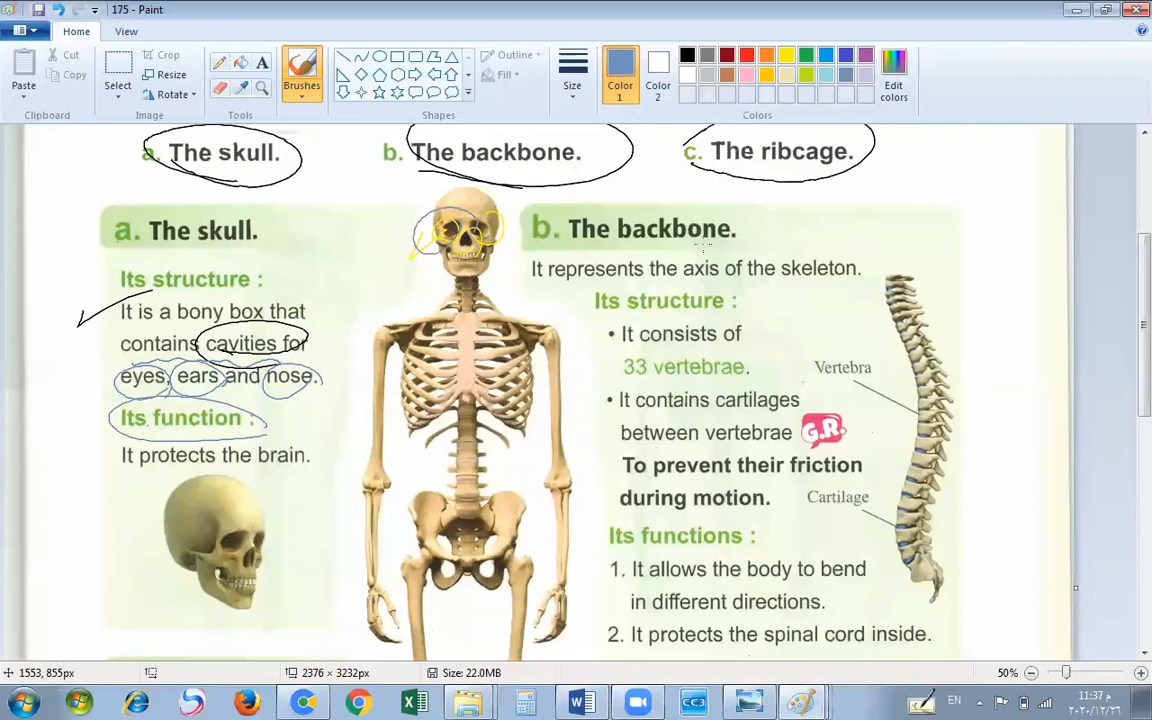 175 - Paint
Home
View
Paste
Cut
Copy
Clipboard
Select
Crop
Resize
Rotate
Image
A
Tools
Brushes
Outline
Fill
Shapes
Size
Color
1
Color
2
Edit
colors
Colors
a. The skull.
b. The backbone.
c. The ribcage.
a. The skull.
Its structure :
It is a bony box that
contains cavities for
eyes, ears and nose.
Its function :
It protects the brain.
b. The backbone.
It represents the axis of the skeleton.
Its structure :
• It consists of
33 vertebrae.
• It contains cartilages
between vertebrae G.R.
To prevent their friction
during motion.
Vertebra
Cartilage
Its functions :
1. It allows the body to bend
in different directions.
2. It protects the spinal cord inside.
1553, 855px
2376 × 3232px
Size: 22.0MB
50%
CC3
EN
11:37 م
٢٠٢٠/١٢/٢٦